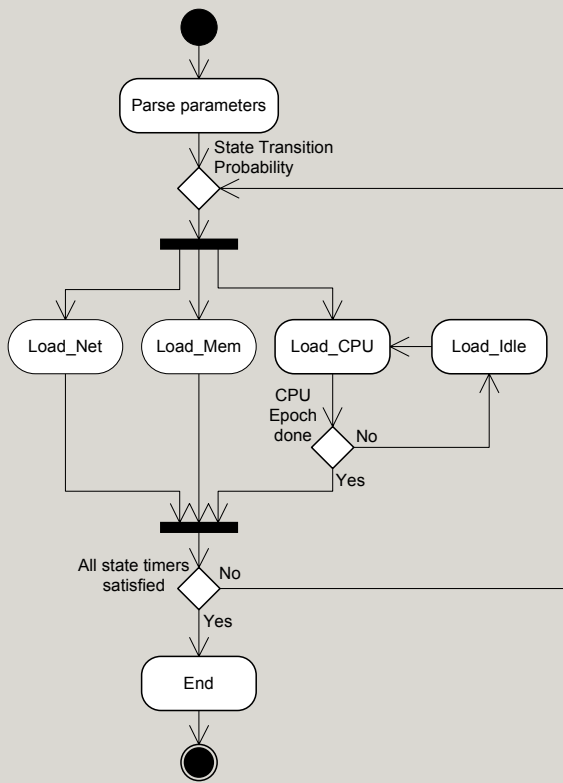 Parse parameters
State Transition
Probability
Load_Net
Load_Mem
Load_CPU
Load_Idle
CPU
Epoch
done
No
Yes
All state timers
satisfied
No
Yes
End